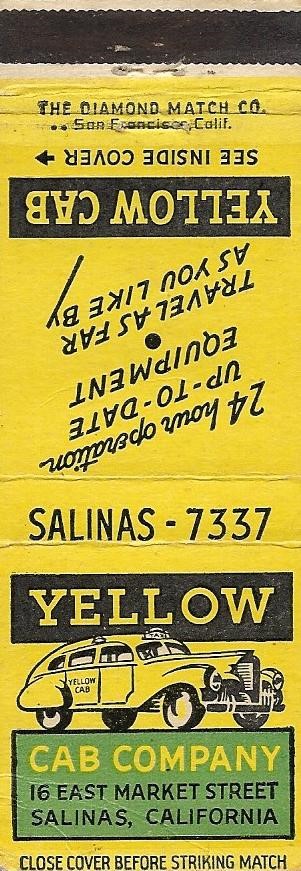 THE DIAMOND MATCH CO.
San Francisco, Calif.
SEE INSIDE COVER
YELLOW CAB
TRAVEL AS FAR
AS YOU LIKE BY
24 hour operation
UP-TO-DATE
EQUIPMENT
SALINAS - 7337
YELLOW
TAXI
YELLOW
CAB
CAB COMPANY
16 EAST MARKET STREET
SALINAS, CALIFORNIA
CLOSE COVER BEFORE STRIKING MATCH